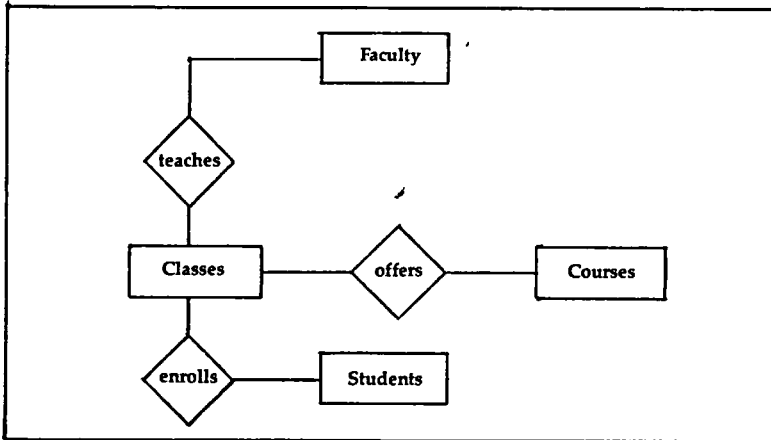 Faculty
teaches
Classes
offers
Courses
enrolls
Students